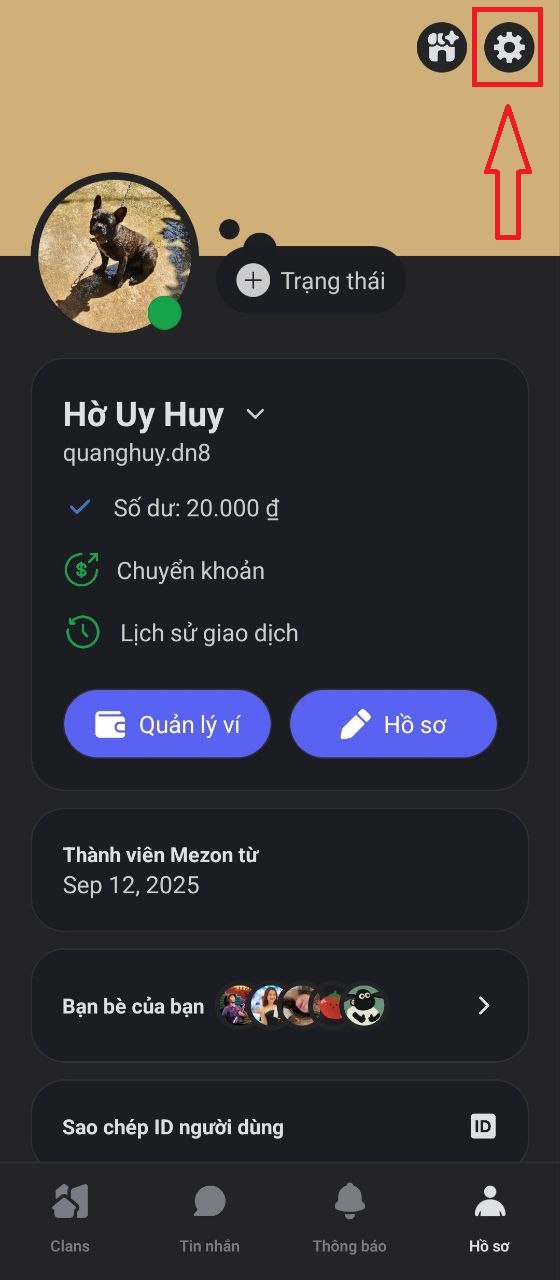 Trạng thái
Hờ Uy Huy
quanghuy.dn8
Số dư: 20.000 ₫
$
Chuyển khoản
Lịch sử giao dịch
Quản lý ví
Hồ sơ
Thành viên Mezon từ
Sep 12, 2025
Bạn bè của bạn
Sao chép ID người dùng
ID
Clans
Tin nhắn
Thông báo
Hồ sơ